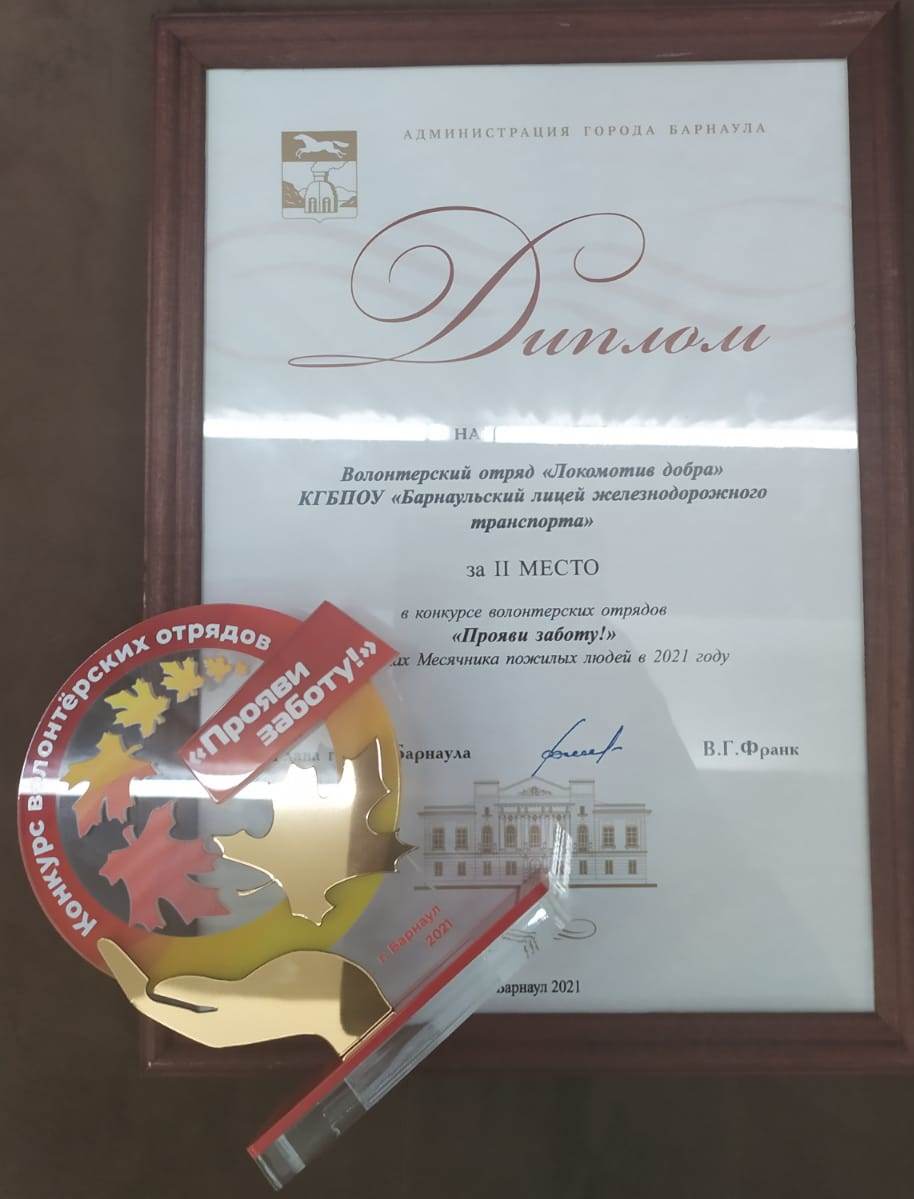 АДМИНИСТРАЦИЯ ГОРОДА БАРНАУЛА
Диплом
НА
Волонтерский отряд «Локомотив добра»
КГБПОУ «Барнаульский лицей железнодорожного
транспорта»
за II МЕСТО
в конкурсе волонтерских отрядов
«Прояви заботу!»
Месячника пожилых людей в 2021 году
Барнаула
В.Г.Франк
Барнаул 2021
Конкурс волонтёрских отрядов
«Прояви
заботу!»
г. Барнаул
2021